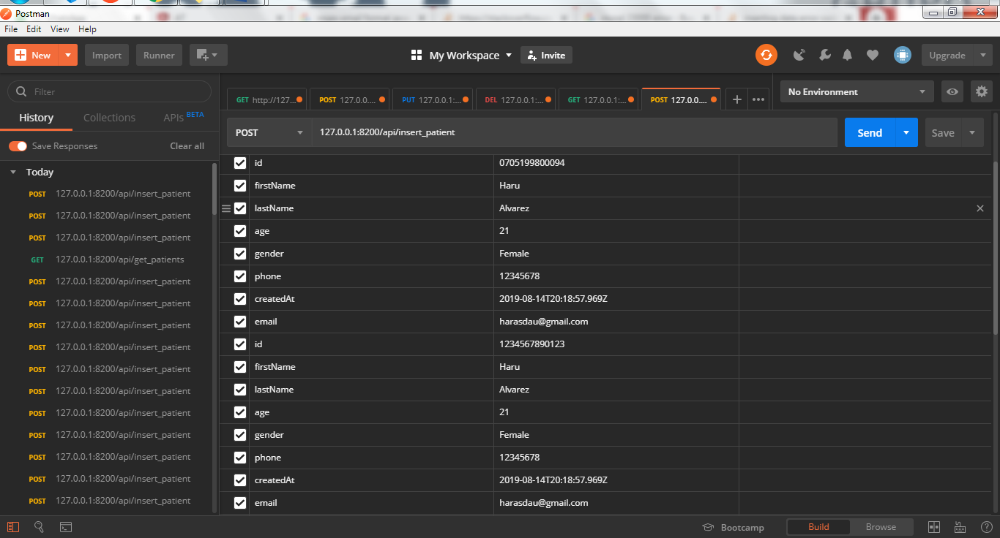 Postman
File Edit View Help
New Import Runner My Workspace Invite Upgrade
Filter
History Collections APIs BETA
Save Responses Clear all
Today
POST 127.0.0.1:8200/api/insert_patient
POST 127.0.0.1:8200/api/insert_patient
POST 127.0.0.1:8200/api/insert_patient
GET 127.0.0.1:8200/api/get_patients
POST 127.0.0.1:8200/api/insert_patient
POST 127.0.0.1:8200/api/insert_patient
POST 127.0.0.1:8200/api/insert_patient
POST 127.0.0.1:8200/api/insert_patient
POST 127.0.0.1:8200/api/insert_patient
POST 127.0.0.1:8200/api/insert_patient
POST 127.0.0.1:8200/api/insert_patient
POST 127.0.0.1:8200/api/insert_patient
POST 127.0.0.1:8200/api/insert_patient
POST 127.0.0.1:8200/api/insert_patient
POST 127.0.0.1:8200/api/insert_patient
GET http://127... POST 127.0.0.... PUT 127.0.0.1:... DEL 127.0.0.1:... GET 127.0.0.1:... POST 127.0.0.... No Environment
POST 127.0.0.1:8200/api/insert_patient Send Save
id 0705199800094
firstName Haru
lastName Alvarez
age 21
gender Female
phone 12345678
createdAt 2019-08-14T20:18:57.969Z
email harasdau@gmail.com
id 1234567890123
firstName Haru
lastName Alvarez
age 21
gender Female
phone 12345678
createdAt 2019-08-14T20:18:57.969Z
email harasdau@gmail.com
Bootcamp Build Browse